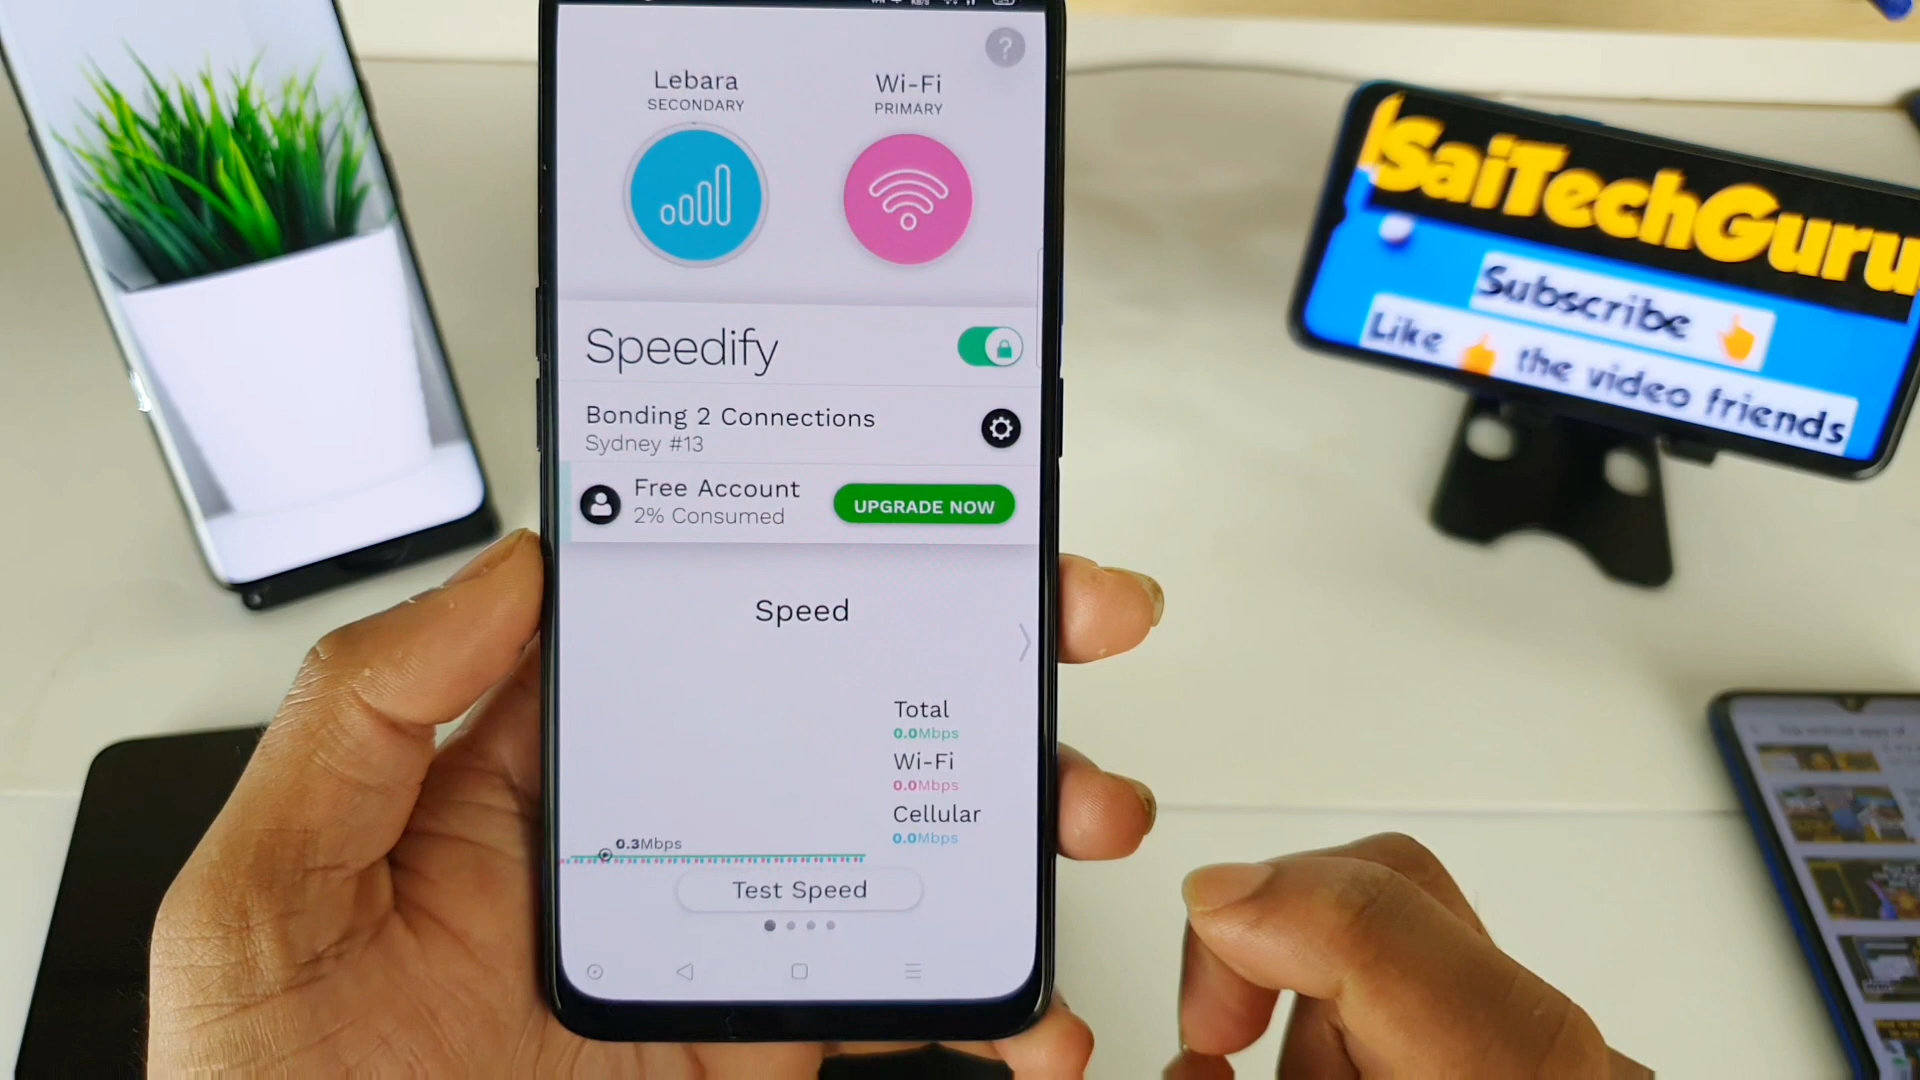 Lebara
SECONDARY
Wi-Fi
PRIMARY
?
Speedify
Bonding 2 Connections
Sydney #13
Free Account
2% Consumed
UPGRADE NOW
Speed
Total
0.0Mbps
Wi-Fi
0.0Mbps
Cellular
0.0Mbps
0.3Mbps
Test Speed
SaiTechGuru
Subscribe
Like 👍 the video friends